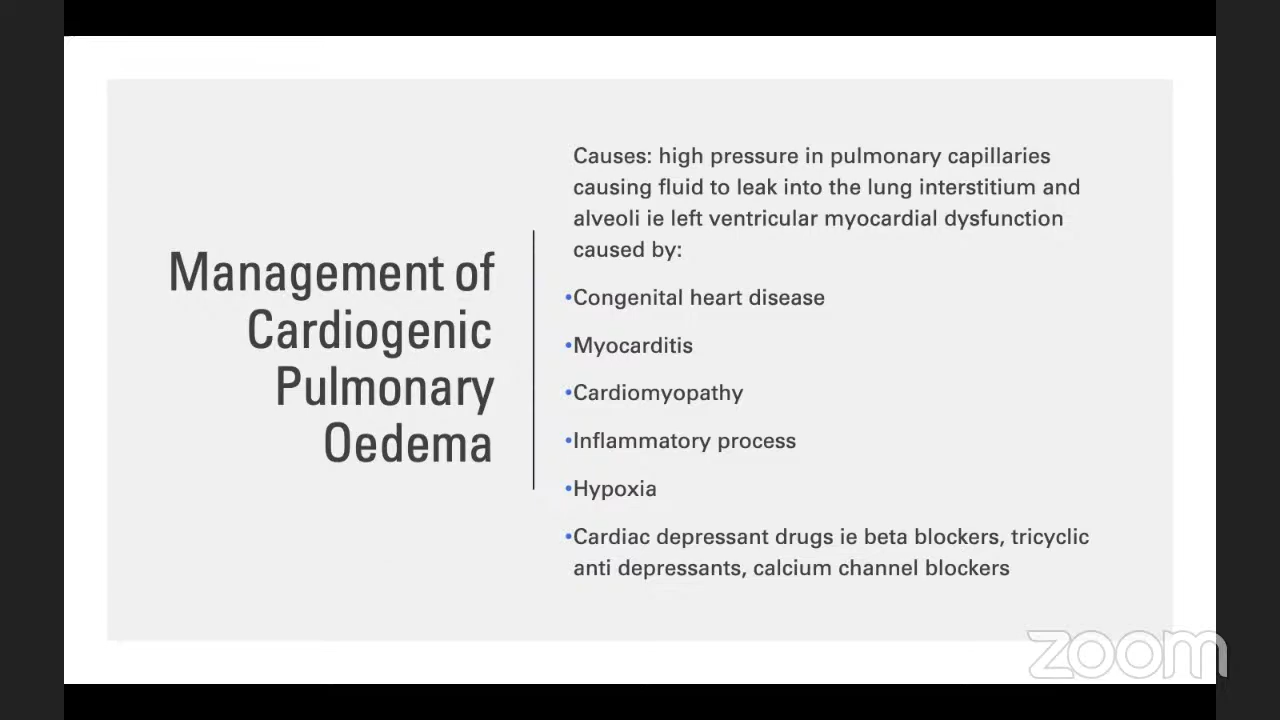 Management of
Cardiogenic
Pulmonary
Oedema
Causes: high pressure in pulmonary capillaries
causing fluid to leak into the lung interstitium and
alveoli ie left ventricular myocardial dysfunction
caused by:
•Congenital heart disease
•Myocarditis
•Cardiomyopathy
•Inflammatory process
•Hypoxia
•Cardiac depressant drugs ie beta blockers, tricyclic
anti depressants, calcium channel blockers
zoom